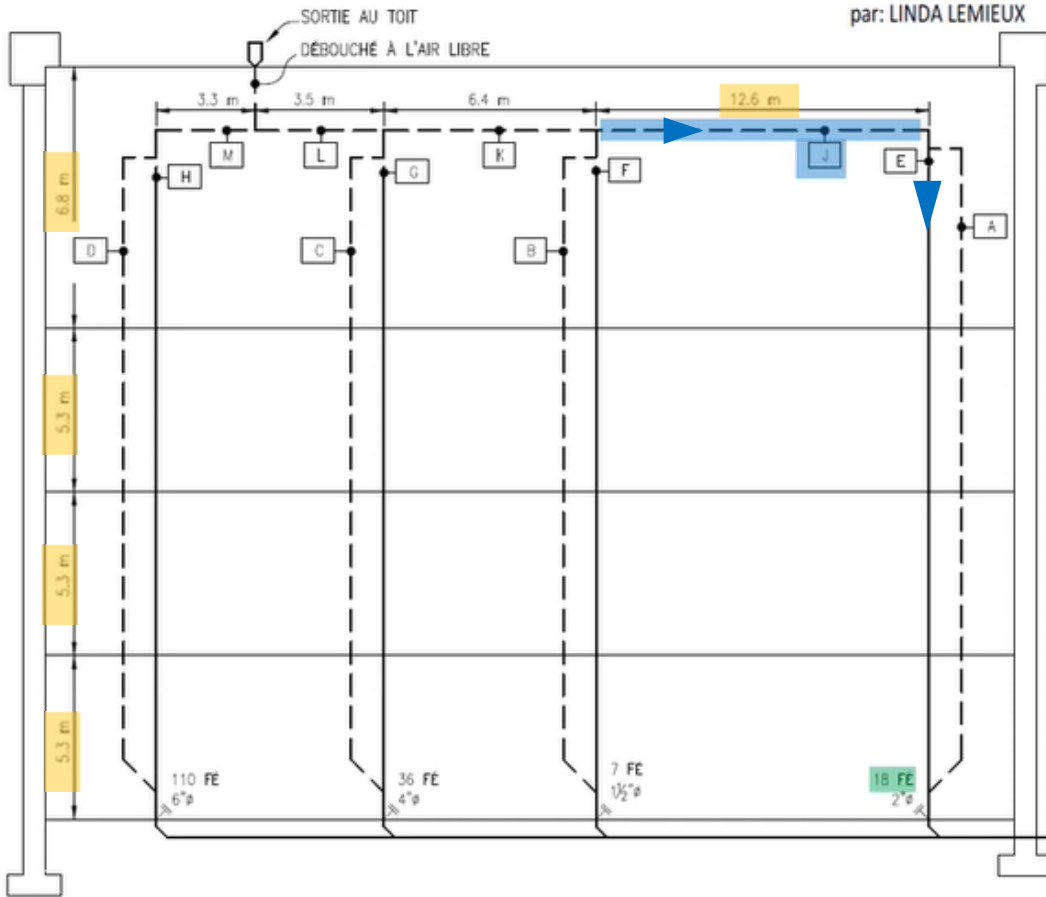 par: LINDA LEMIEUX
SORTIE AU TOIT
DÉBOUCHÉ À L'AIR LIBRE
3.3 m
3.5 m
6.4 m
12.6 m
M
L
K
J
H
G
F
E
6.8 m
D
C
B
A
5.3 m
5.3 m
5.3 m
110 FÉ
6"ø
36 FÉ
4"ø
7 FÉ
1½"ø
18 FÉ
2"ø